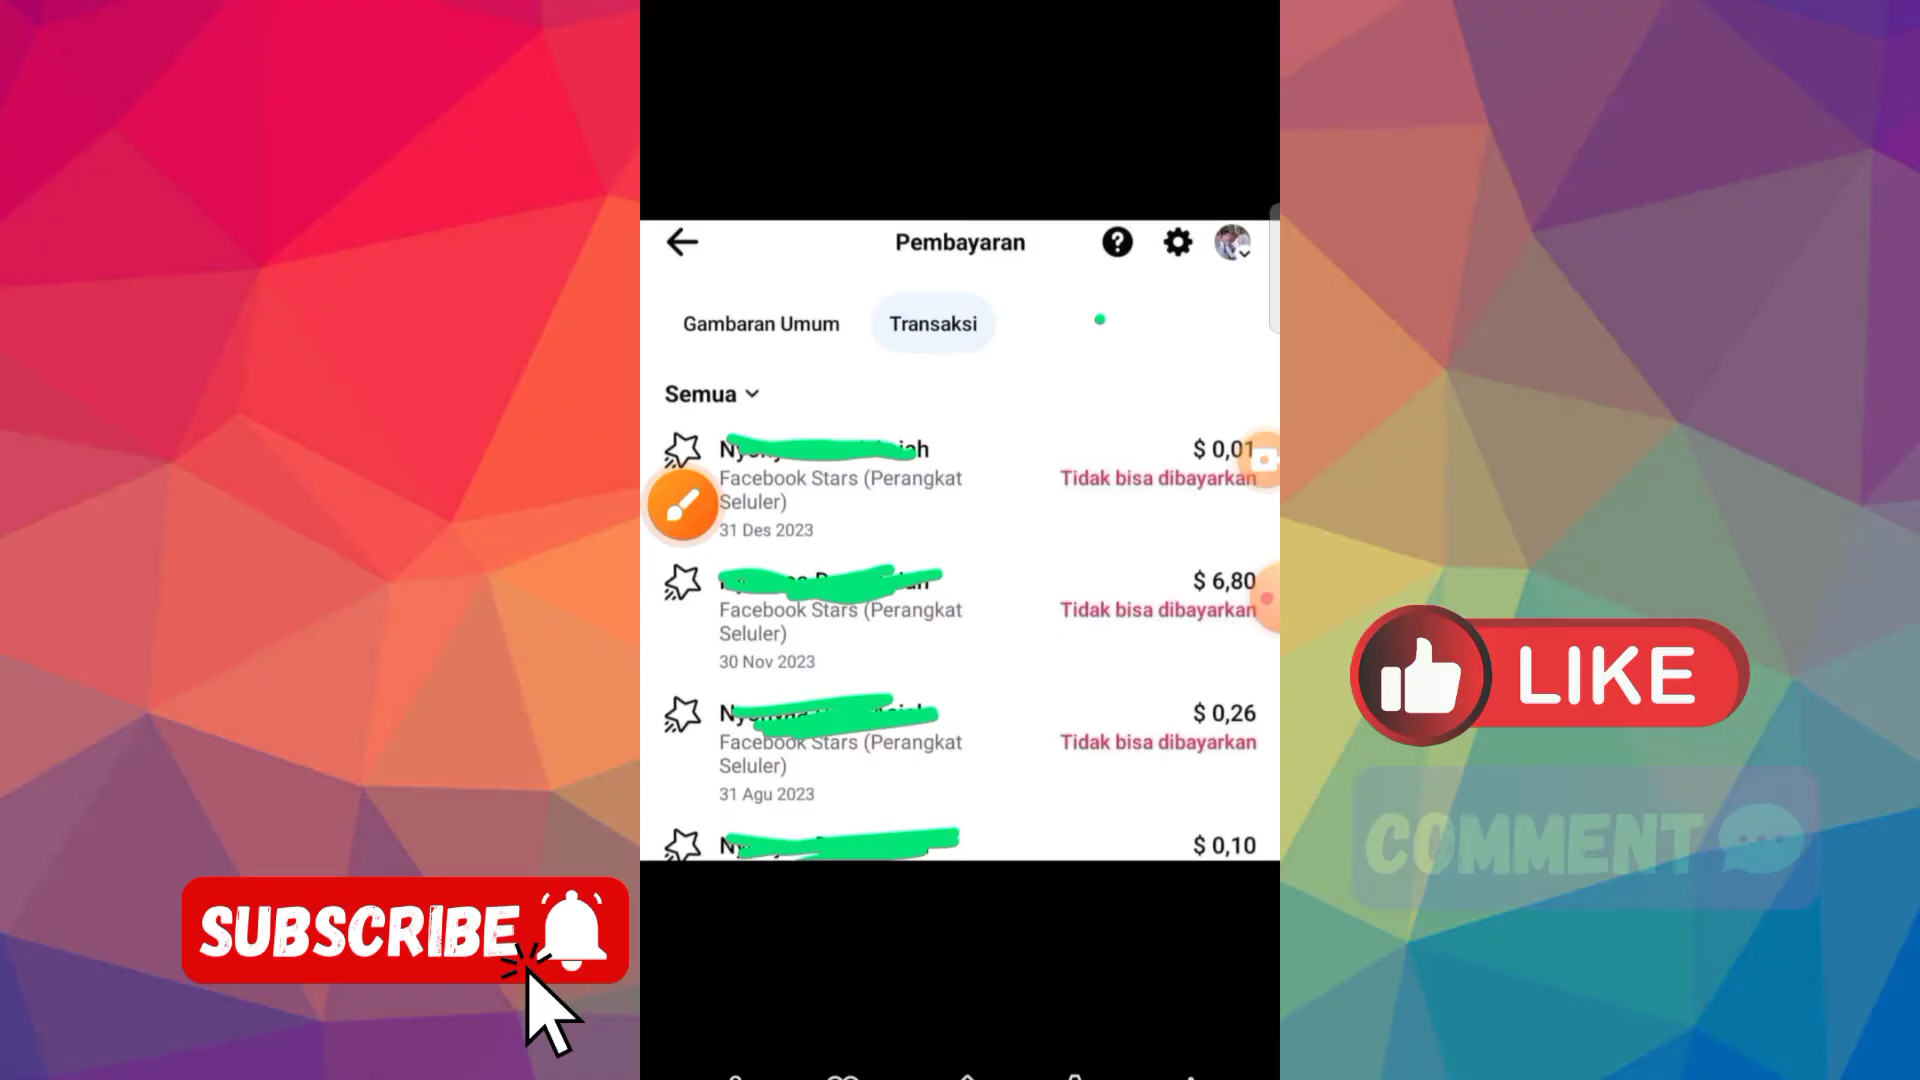 Pembayaran
Gambaran Umum
Transaksi
Semua
$ 0,01
Facebook Stars (Perangkat
Seluler)
Tidak bisa dibayarkan
31 Des 2023
$ 6,80
Facebook Stars (Perangkat
Seluler)
Tidak bisa dibayarkan
30 Nov 2023
$ 0,26
Facebook Stars (Perangkat
Seluler)
Tidak bisa dibayarkan
31 Agu 2023
$ 0,10
SUBSCRIBE
LIKE
COMMENT